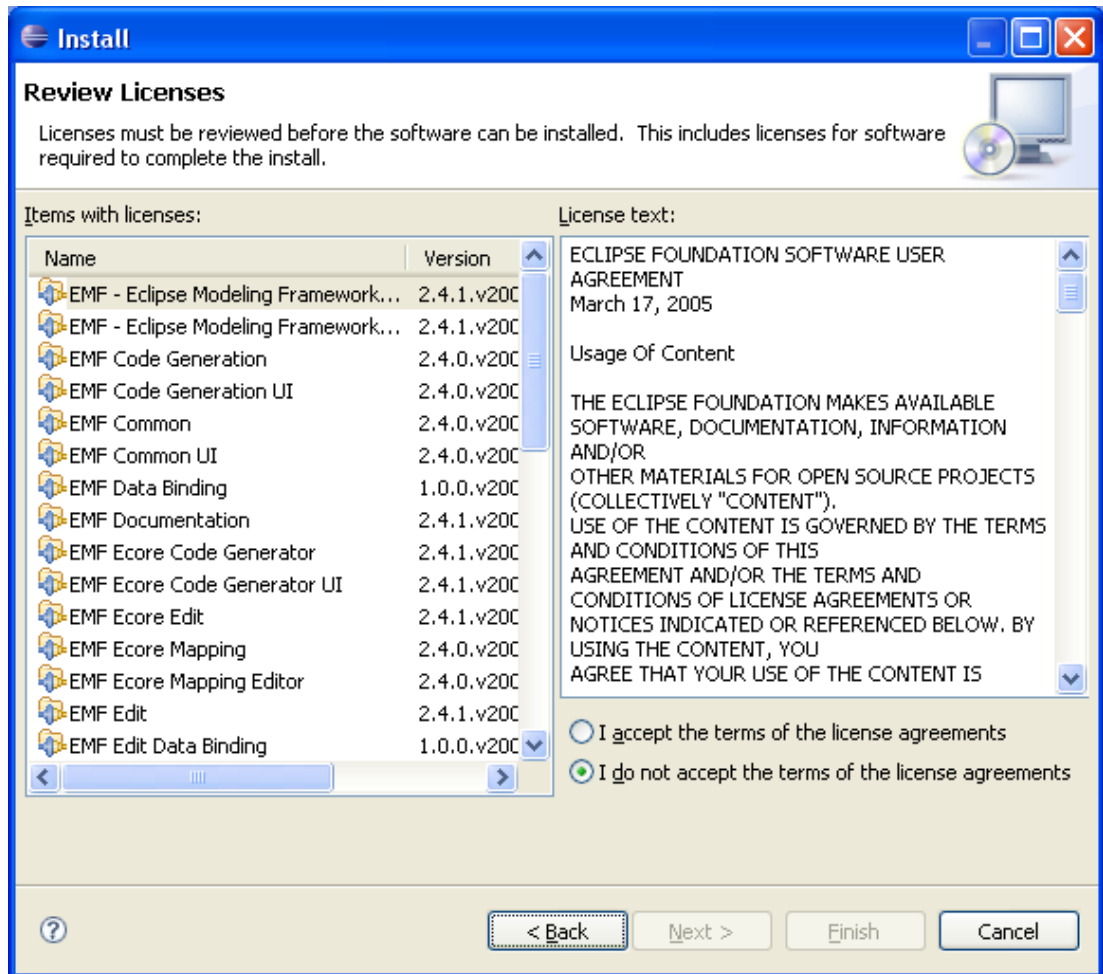 Install
Review Licenses
Licenses must be reviewed before the software can be installed.  This includes licenses for software
required to complete the install.
Items with licenses:
Name Version
EMF - Eclipse Modeling Framework... 2.4.1.v200
EMF - Eclipse Modeling Framework... 2.4.1.v200
EMF Code Generation 2.4.0.v200
EMF Code Generation UI 2.4.0.v200
EMF Common 2.4.0.v200
EMF Common UI 2.4.0.v200
EMF Data Binding 1.0.0.v200
EMF Documentation 2.4.1.v200
EMF Ecore Code Generator 2.4.1.v200
EMF Ecore Code Generator UI 2.4.1.v200
EMF Ecore Edit 2.4.1.v200
EMF Ecore Mapping 2.4.0.v200
EMF Ecore Mapping Editor 2.4.0.v200
EMF Edit 2.4.1.v200
EMF Edit Data Binding 1.0.0.v200
License text:
ECLIPSE FOUNDATION SOFTWARE USER
AGREEMENT
March 17, 2005
Usage Of Content
THE ECLIPSE FOUNDATION MAKES AVAILABLE
SOFTWARE, DOCUMENTATION, INFORMATION
AND/OR
OTHER MATERIALS FOR OPEN SOURCE PROJECTS
(COLLECTIVELY "CONTENT").
USE OF THE CONTENT IS GOVERNED BY THE TERMS
AND CONDITIONS OF THIS
AGREEMENT AND/OR THE TERMS AND
CONDITIONS OF LICENSE AGREEMENTS OR
NOTICES INDICATED OR REFERENCED BELOW. BY
USING THE CONTENT, YOU
AGREE THAT YOUR USE OF THE CONTENT IS
I accept the terms of the license agreements
I do not accept the terms of the license agreements
? < Back Next > Finish Cancel